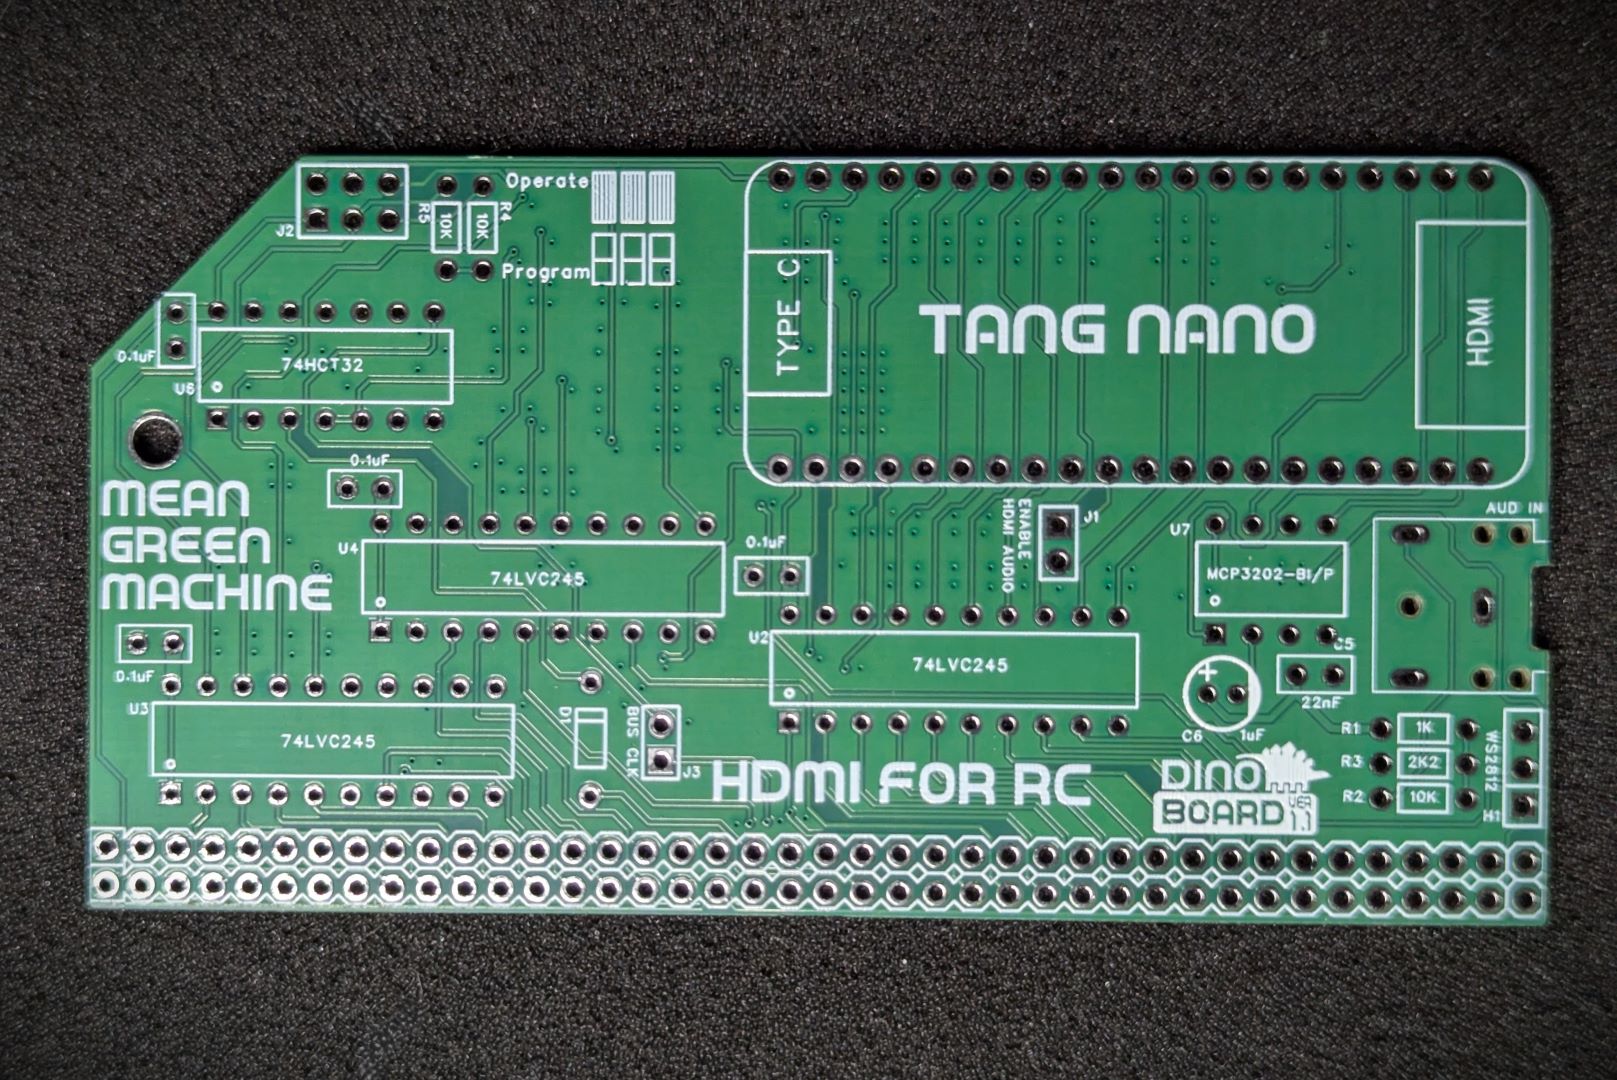 Operate
R5
10K
10K
R4
J2
Program
TYPE C
TANG NANO
HDMI
0.1uF
74HCT32
U6
0.1uF
MEAN
GREEN
MACHINE
U4
74LVC245
0.1uF
ENABLE
HDMI AUDIO
J1
U7
AUD IN
MCP3202-BI/P
C5
22nF
U2
74LVC245
0.1uF
U3
74LVC245
D1
BUS CLK
J3
+
C6
1uF
R1
1K
R3
2K2
R2
10K
WS2812
H1
HDMI FOR RC
DINO
BOARD
VER
1.1